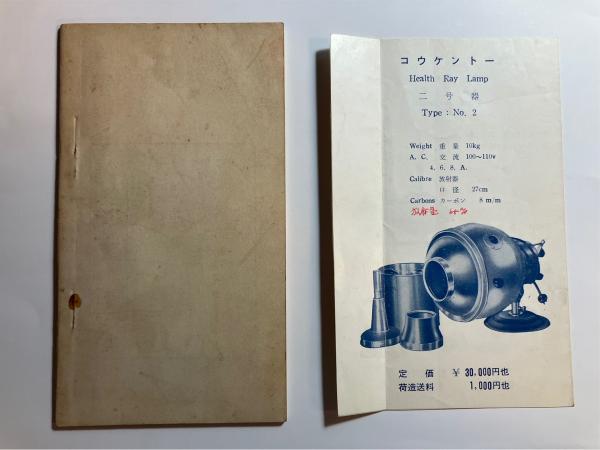 コウケントー
Health Ray Lamp
二号器
Type : No. 2
Weight 重量 10kg
A. C. 交流 100〜110v
4. 6. 8. A.
Calibre 放射器
口径 27cm
Carbons カーボン 8 m/m
定価 ¥ 30,000円也
荷造送料 1,000円也